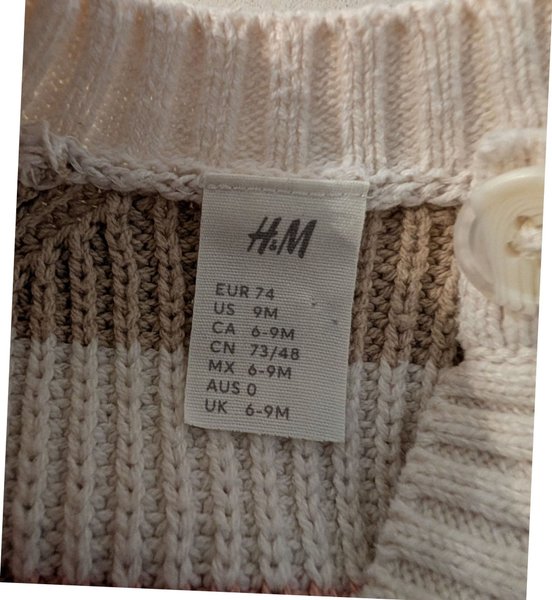 H&M
EUR 74
US 9M
CA 6-9M
CN 73/48
MX 6-9M
AUS 0
UK 6-9M